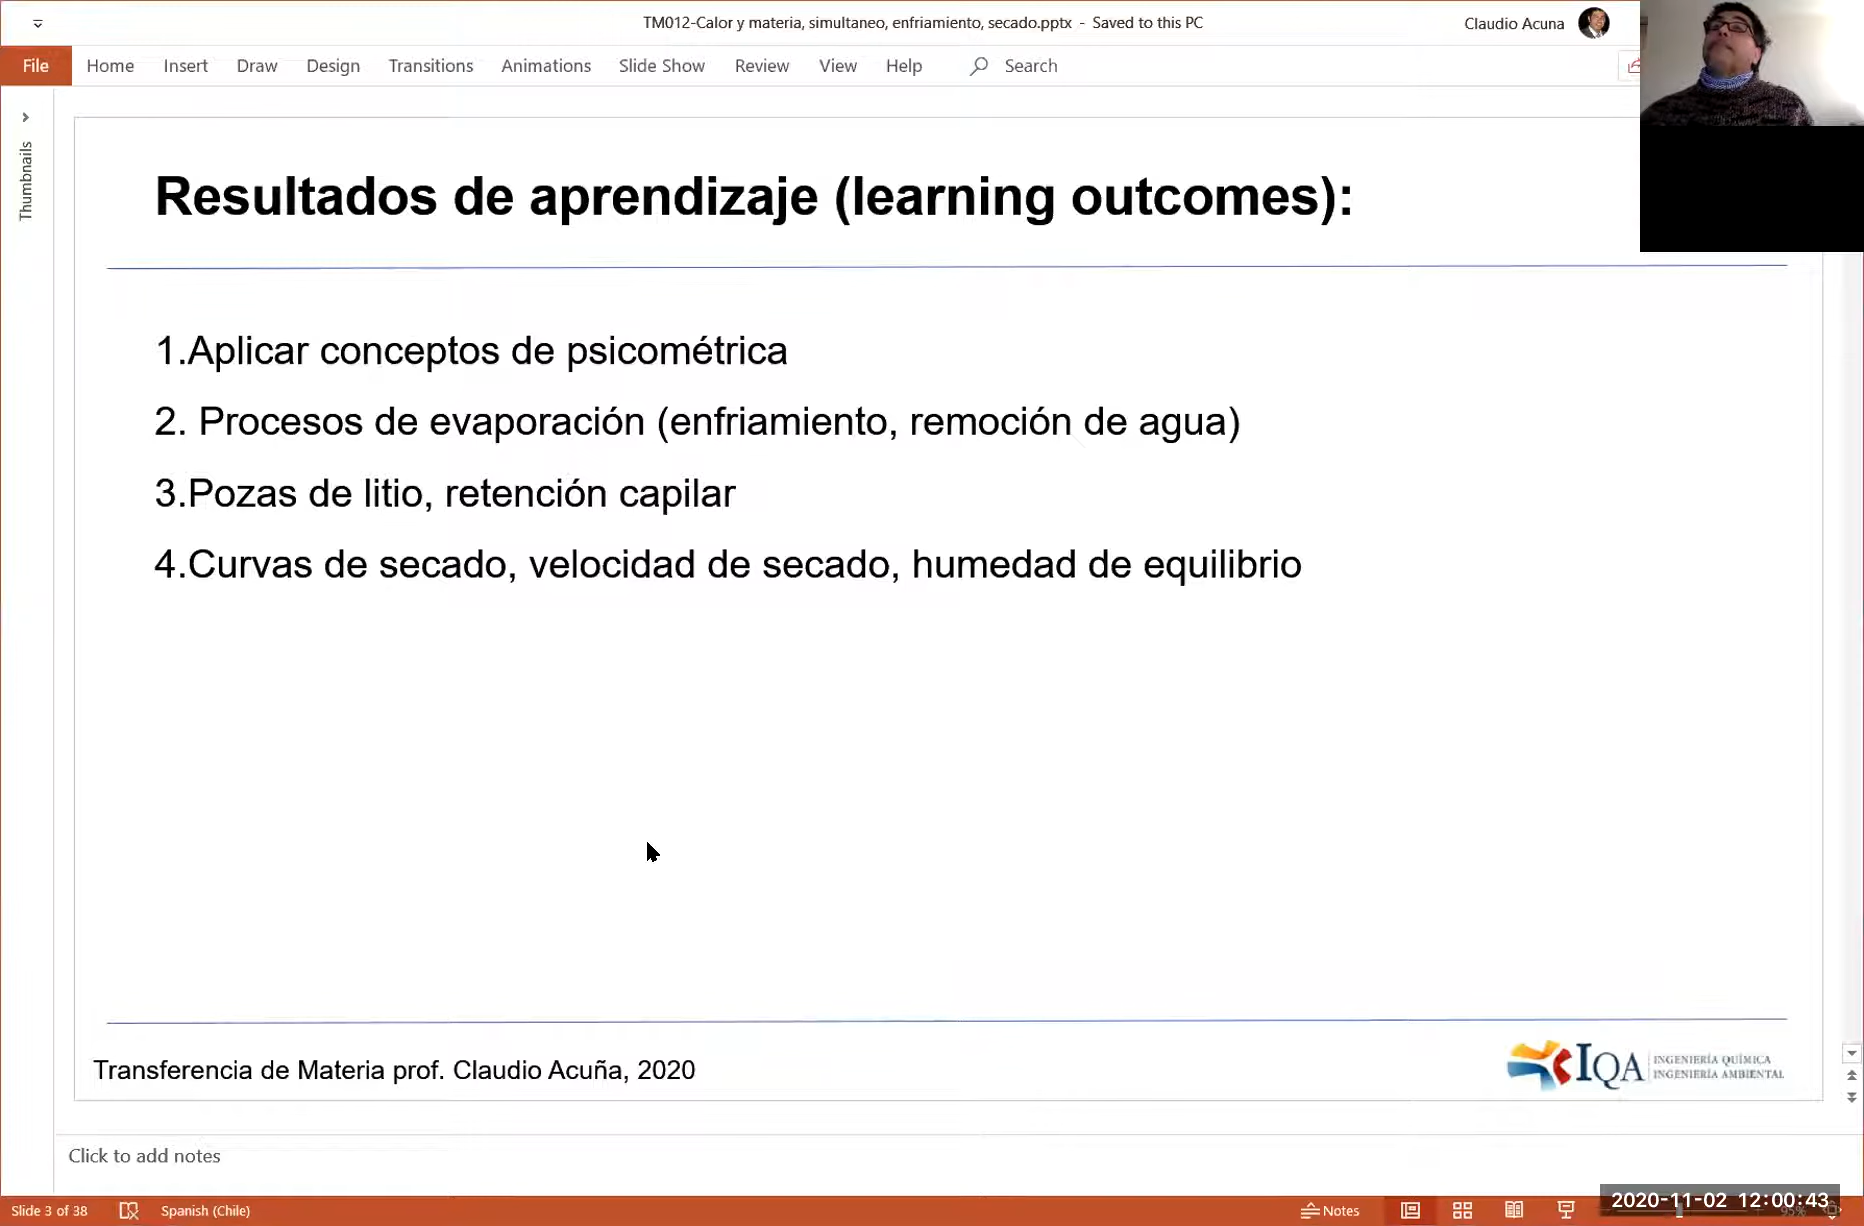 TM012-Calor y materia, simultaneo, enfriamiento, secado.pptx - Saved to this PC
Claudio Acuna
File Home Insert Draw Design Transitions Animations Slide Show Review View Help Search
Thumbnails
Resultados de aprendizaje (learning outcomes):
1.Aplicar conceptos de psicométrica
2. Procesos de evaporación (enfriamiento, remoción de agua)
3.Pozas de litio, retención capilar
4.Curvas de secado, velocidad de secado, humedad de equilibrio
Transferencia de Materia prof. Claudio Acuña, 2020
IQA
INGENIERÍA QUÍMICA
INGENIERÍA AMBIENTAL
Click to add notes
Slide 3 of 38 Spanish (Chile) Notes 95%
2020-11-02 12:00:43